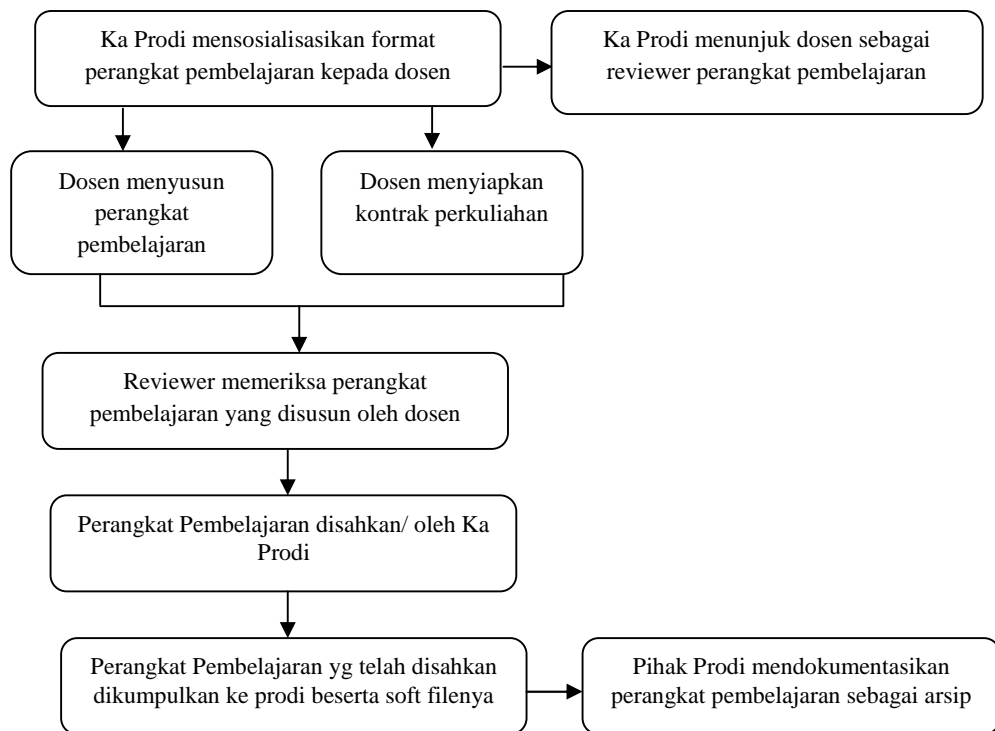 Ka Prodi mensosialisasikan format
perangkat pembelajaran kepada dosen
Ka Prodi menunjuk dosen sebagai
reviewer perangkat pembelajaran
Dosen menyusun
perangkat
pembelajaran
Dosen menyiapkan
kontrak perkuliahan
Reviewer memeriksa perangkat
pembelajaran yang disusun oleh dosen
Perangkat Pembelajaran disahkan/ oleh Ka
Prodi
Perangkat Pembelajaran yg telah disahkan
dikumpulkan ke prodi beserta soft filenya
Pihak Prodi mendokumentasikan
perangkat pembelajaran sebagai arsip